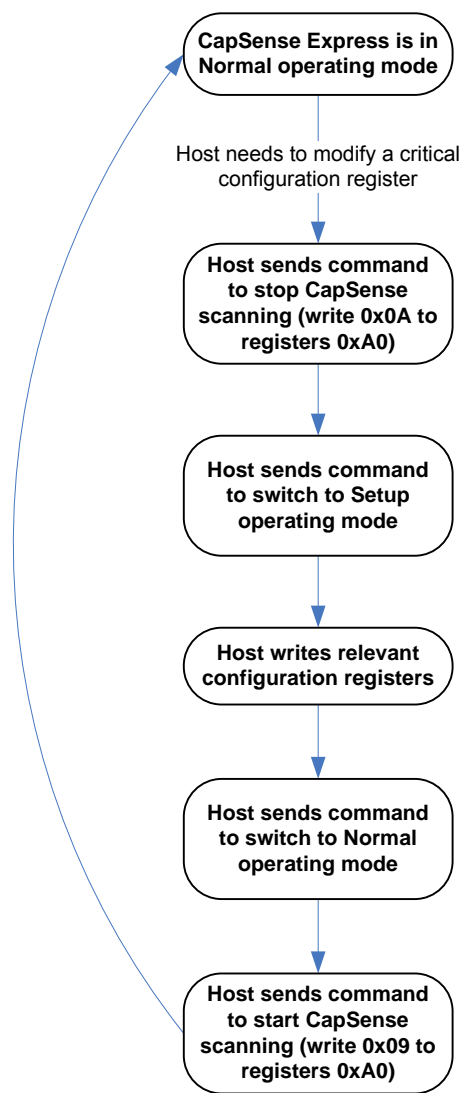 CapSense Express is in
Normal operating mode
Host needs to modify a critical
configuration register
Host sends command
to stop CapSense
scanning (write 0x0A to
registers 0xA0)
Host sends command
to switch to Setup
operating mode
Host writes relevant
configuration registers
Host sends command
to switch to Normal
operating mode
Host sends command
to start CapSense
scanning (write 0x09 to
registers 0xA0)